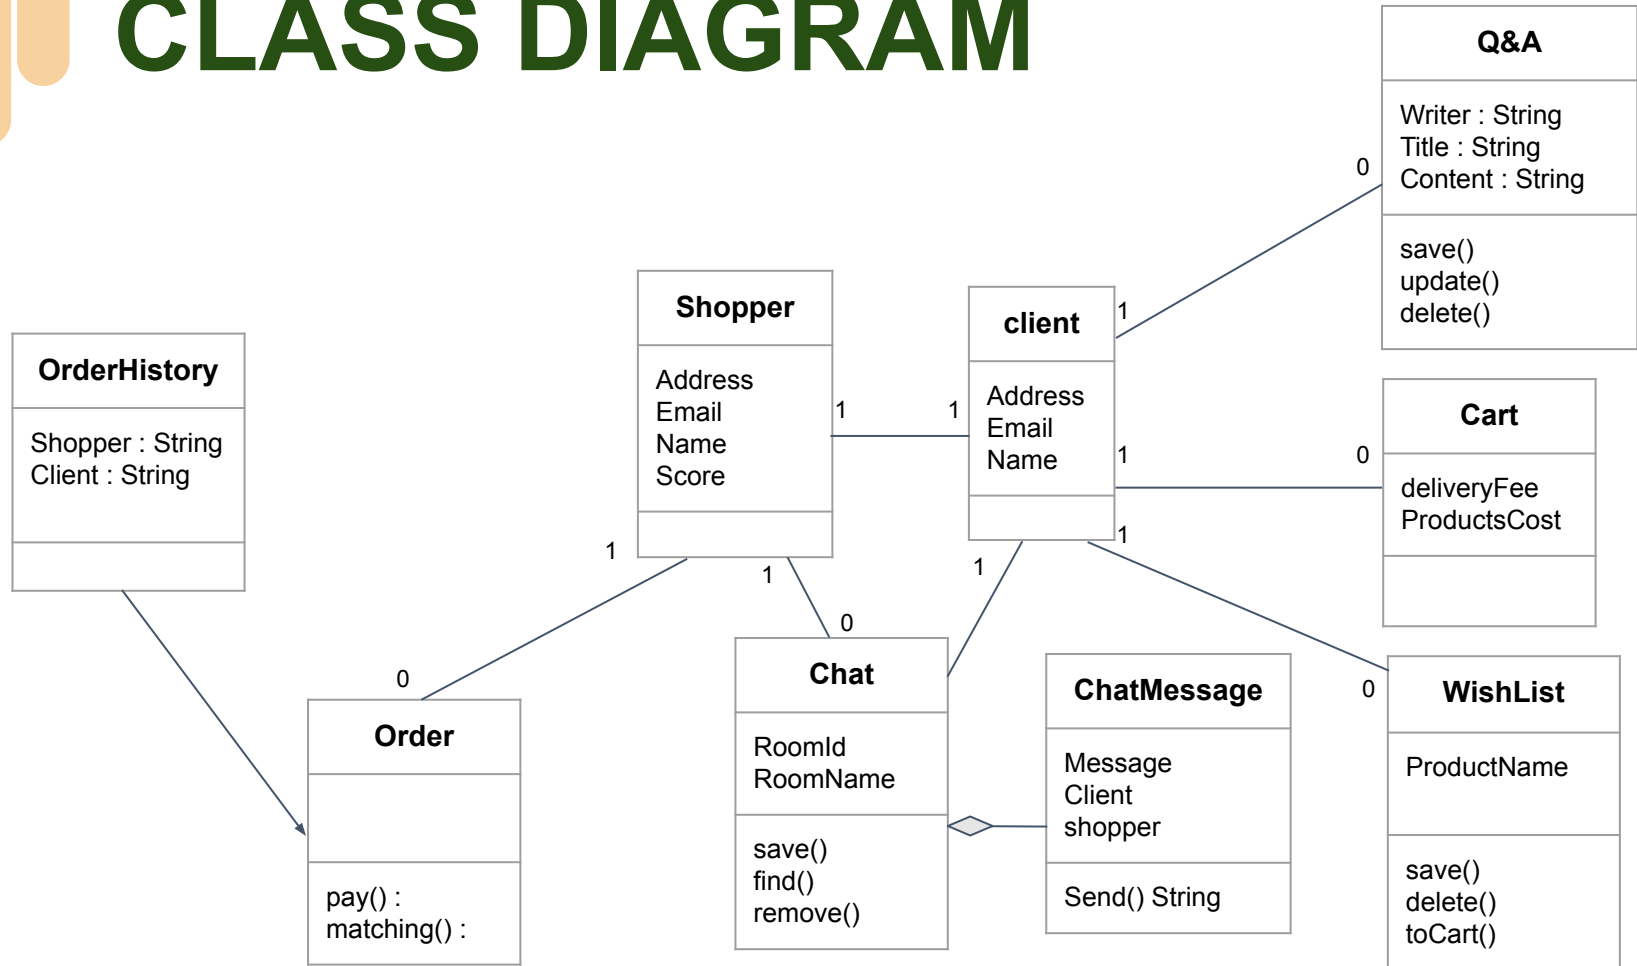 CLASS DIAGRAM
Q&A
Writer : String
Title : String
Content : String
save()
update()
delete()
0
1
Shopper
Address
Email
Name
Score
1
1
client
Address
Email
Name
1
0
Cart
deliveryFee
ProductsCost
OrderHistory
Shopper : String
Client : String
1
1
1
1
0
0
0
Order
pay() :
matching() :
Chat
RoomId
RoomName
save()
find()
remove()
ChatMessage
Message
Client
shopper
Send() String
WishList
ProductName
save()
delete()
toCart()